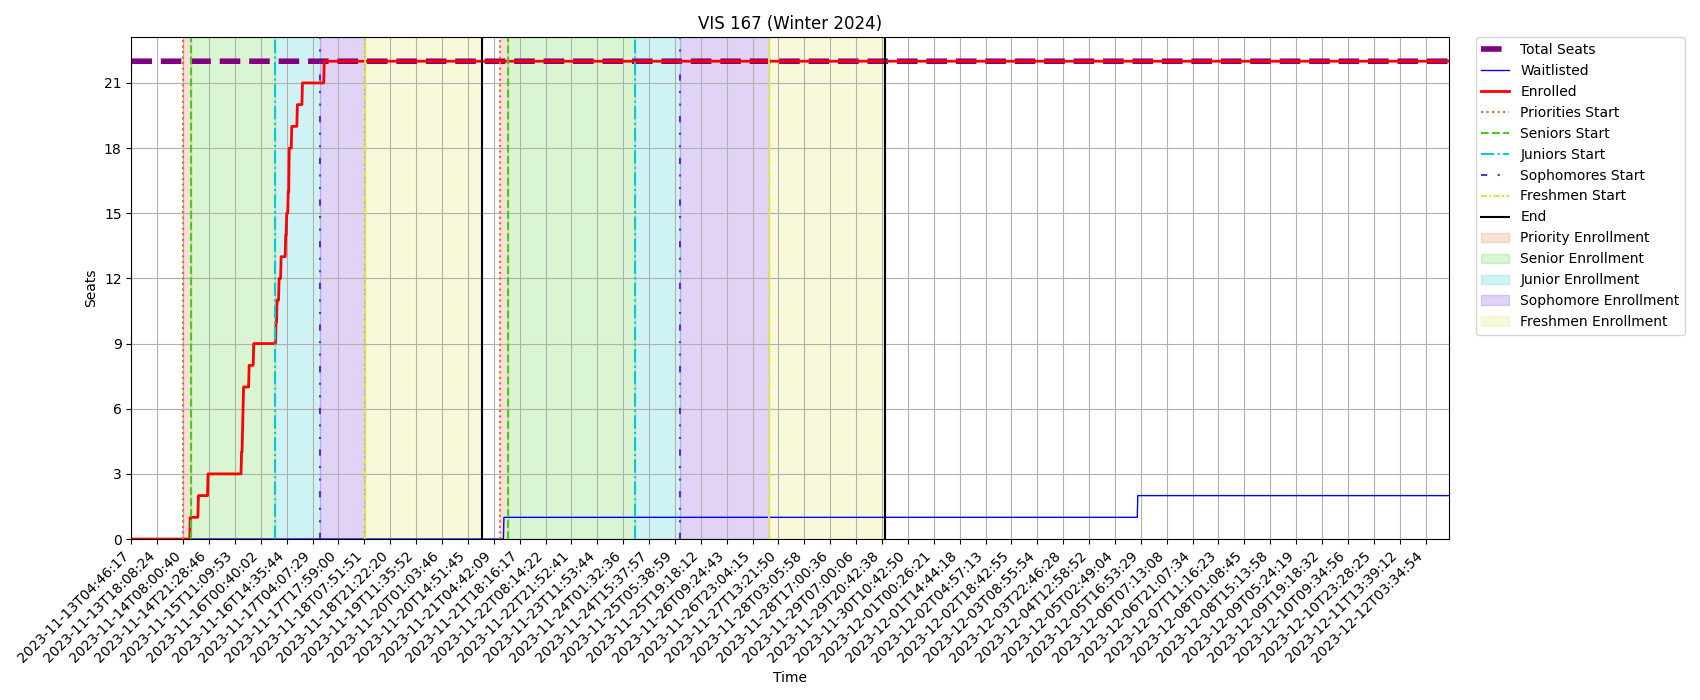 VIS 167 (Winter 2024)
Seats
21
18
15
12
9
6
3
0
2023-11-13T04:46:17
2023-11-13T18:08:24
2023-11-14T08:00:40
2023-11-14T21:28:46
2023-11-15T11:09:53
2023-11-16T00:40:02
2023-11-16T14:35:44
2023-11-17T04:07:29
2023-11-17T17:59:00
2023-11-18T07:51:51
2023-11-18T21:22:20
2023-11-19T11:35:52
2023-11-20T01:03:46
2023-11-20T14:51:45
2023-11-21T04:42:09
2023-11-21T18:16:17
2023-11-22T08:14:22
2023-11-22T21:52:41
2023-11-23T11:53:44
2023-11-24T01:32:36
2023-11-24T15:37:57
2023-11-25T05:38:59
2023-11-25T19:18:12
2023-11-26T09:24:43
2023-11-26T23:04:15
2023-11-27T13:21:50
2023-11-28T03:05:58
2023-11-28T17:00:36
2023-11-29T07:00:06
2023-11-29T20:42:38
2023-11-30T10:42:50
2023-12-01T00:26:21
2023-12-01T14:44:18
2023-12-02T04:57:13
2023-12-02T18:42:55
2023-12-03T08:55:54
2023-12-03T22:46:28
2023-12-04T12:58:52
2023-12-05T02:49:04
2023-12-05T16:53:29
2023-12-06T07:13:08
2023-12-06T21:07:34
2023-12-07T11:16:23
2023-12-08T01:08:45
2023-12-08T15:13:58
2023-12-09T05:24:19
2023-12-09T19:18:32
2023-12-10T09:34:56
2023-12-10T23:28:25
2023-12-11T13:39:12
2023-12-12T03:34:54
Time
Total Seats
Waitlisted
Enrolled
Priorities Start
Seniors Start
Juniors Start
Sophomores Start
Freshmen Start
End
Priority Enrollment
Senior Enrollment
Junior Enrollment
Sophomore Enrollment
Freshmen Enrollment